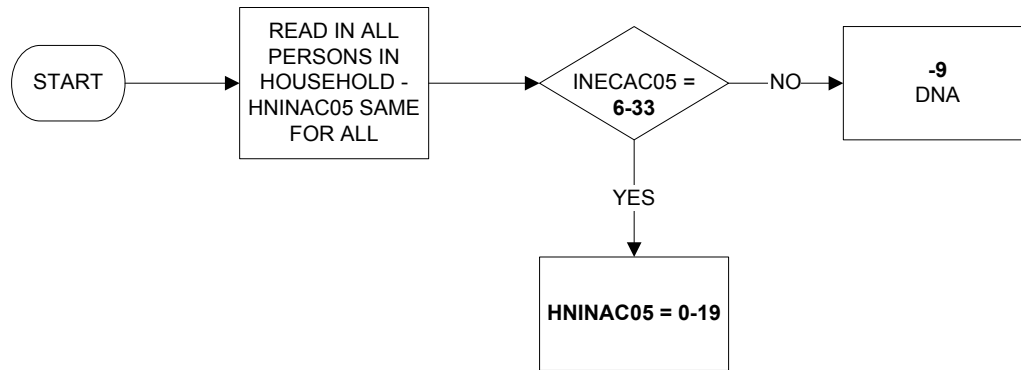 START
READ IN ALL
PERSONS IN
HOUSEHOLD -
HNINAC05 SAME
FOR ALL
INECAC05 =
6-33
NO
-9
DNA
YES
HNINAC05 = 0-19